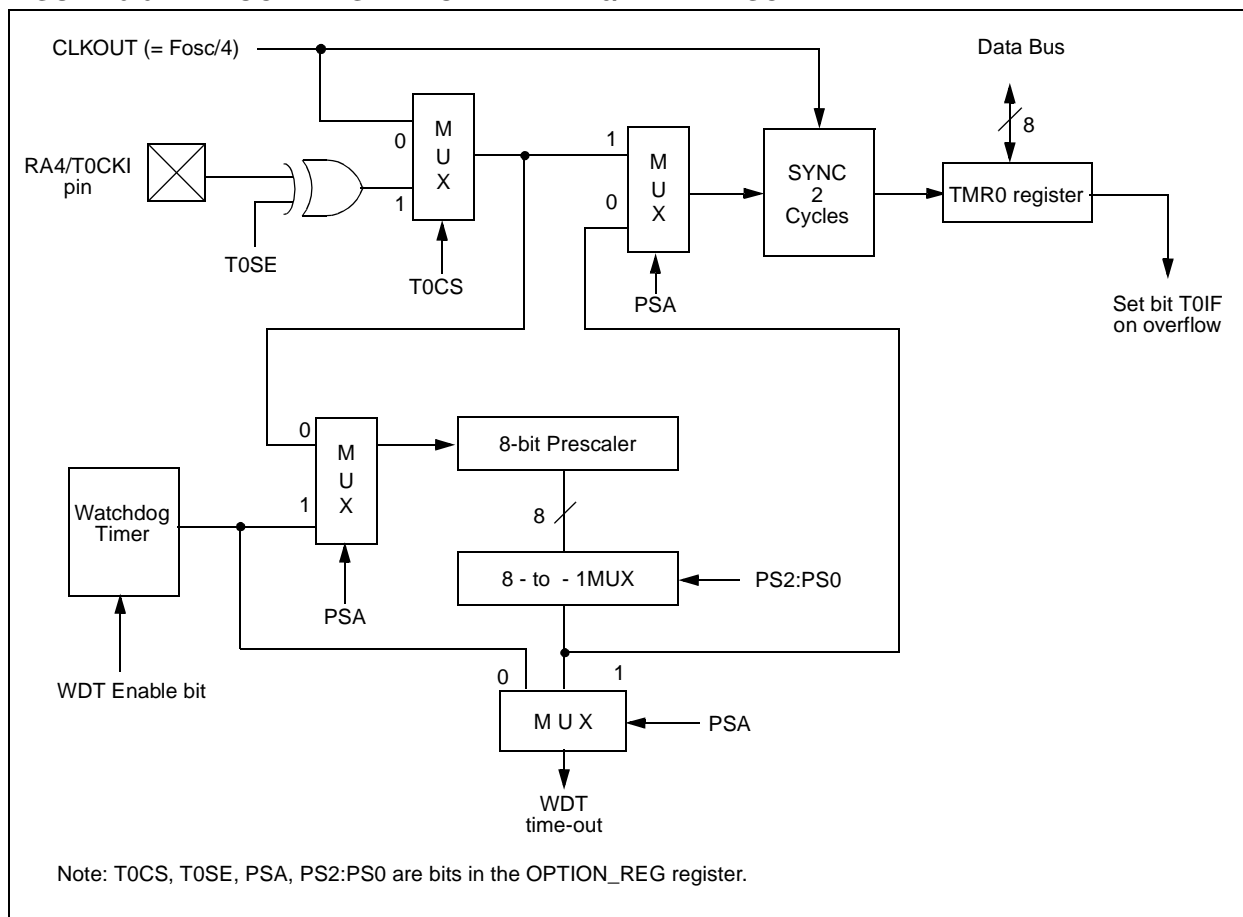 CLKOUT (= Fosc/4)
Data Bus
M
U
X
0
1
8
RA4/T0CKI
pin
T0SE
T0CS
1
0
M
U
X
PSA
SYNC
2
Cycles
TMR0 register
Set bit T0IF
on overflow
0
1
M
U
X
PSA
8-bit Prescaler
8
Watchdog
Timer
WDT Enable bit
8 - to - 1MUX
PS2:PS0
0
1
M U X
PSA
WDT
time-out
Note: T0CS, T0SE, PSA, PS2:PS0 are bits in the OPTION_REG register.